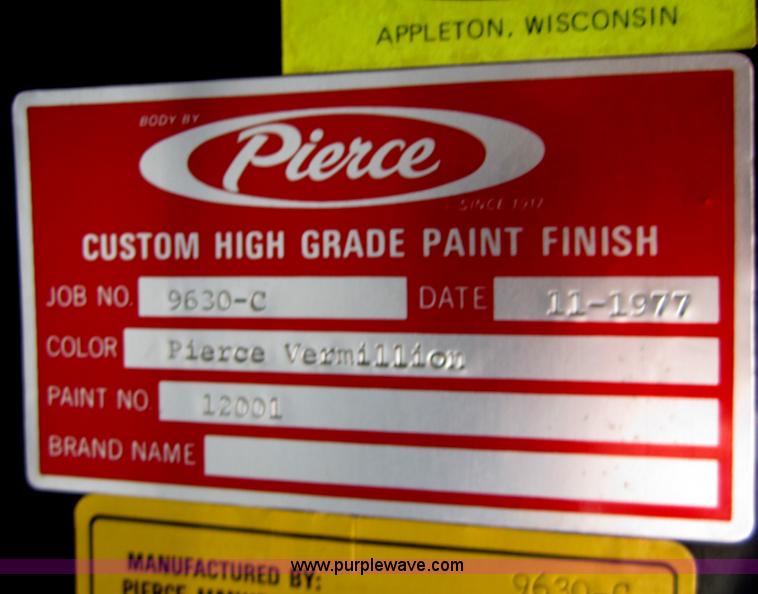 APPLETON, WISCONSIN
BODY BY
Pierce
SINCE 1917
CUSTOM HIGH GRADE PAINT FINISH
JOB NO. 9630-C DATE 11-1977
COLOR Pierce Vermillion
PAINT NO. 12001
BRAND NAME
MANUFACTURED BY:
www.purplewave.com
9630-C
PIERCE